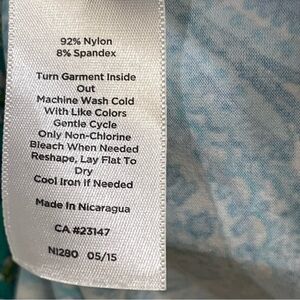 92% Nylon
8% Spandex
Turn Garment Inside
Out
Machine Wash Cold
With Like Colors
Gentle Cycle
Only Non-Chlorine
Bleach When Needed
Reshape, Lay Flat To
Dry
Cool Iron if Needed
Made in Nicaragua
CA #23147
NI280 05/15